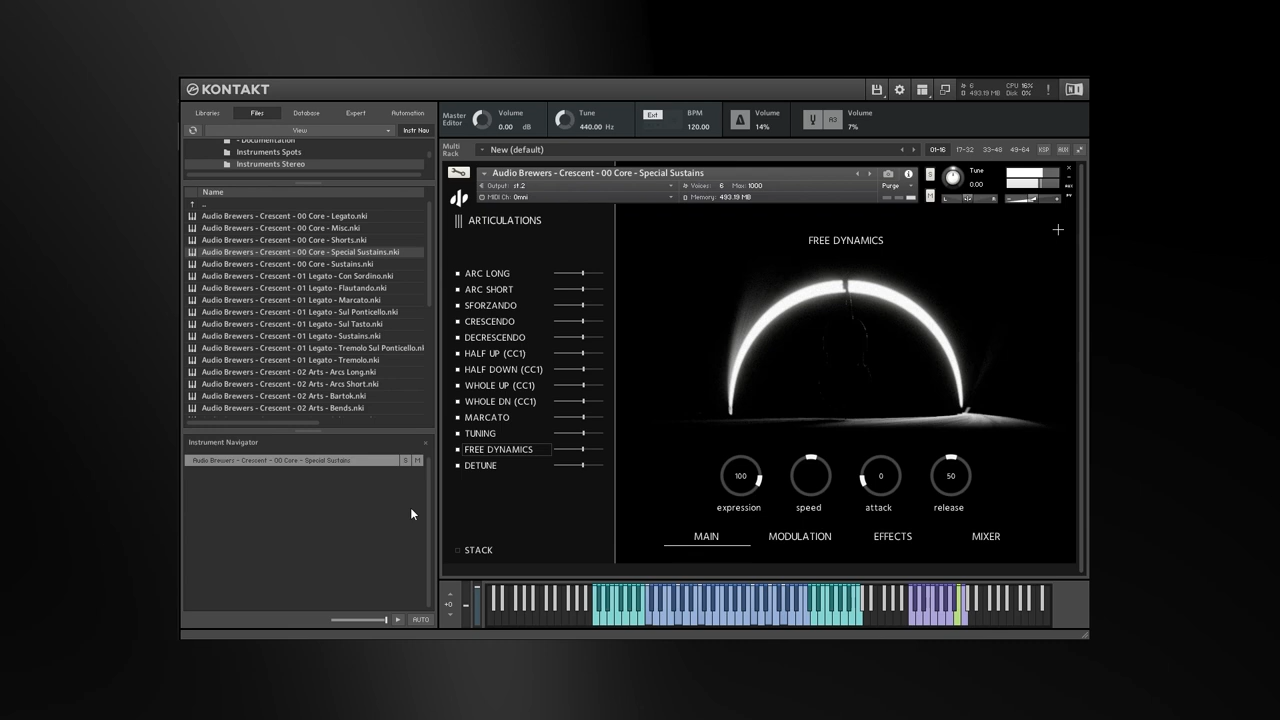 KONTAKT
6
493.19 MB
CPU 16%
Disk 0%
!
Libraries Files Database Expert Automation
View Instr Nav
- Documentation
Instruments Spots
Instruments Stereo
Name
..
Audio Brewers - Crescent - 00 Core - Legato.nki
Audio Brewers - Crescent - 00 Core - Misc.nki
Audio Brewers - Crescent - 00 Core - Shorts.nki
Audio Brewers - Crescent - 00 Core - Special Sustains.nki
Audio Brewers - Crescent - 00 Core - Sustains.nki
Audio Brewers - Crescent - 01 Legato - Con Sordino.nki
Audio Brewers - Crescent - 01 Legato - Flautando.nki
Audio Brewers - Crescent - 01 Legato - Marcato.nki
Audio Brewers - Crescent - 01 Legato - Sul Ponticello.nki
Audio Brewers - Crescent - 01 Legato - Sul Tasto.nki
Audio Brewers - Crescent - 01 Legato - Sustains.nki
Audio Brewers - Crescent - 01 Legato - Tremolo Sul Ponticello.nl
Audio Brewers - Crescent - 01 Legato - Tremolo.nki
Audio Brewers - Crescent - 02 Arts - Arcs Long.nki
Audio Brewers - Crescent - 02 Arts - Arcs Short.nki
Audio Brewers - Crescent - 02 Arts - Bartok.nki
Audio Brewers - Crescent - 02 Arts - Bends.nki
Instrument Navigator
Audio Brewers - Crescent - 00 Core - Special Sustains S M
AUTO
Master Editor
Volume
0.00 dB
Tune
440.00 Hz
Ext
BPM
120.00
Volume
14%
A3
Volume
7%
Multi Rack
New (default)
01-16 17-32 33-48 49-64 KSP AUX
Audio Brewers - Crescent - 00 Core - Special Sustains
Output: st.2 Voices: 6 Max: 1000 Purge
MIDI Ch: Omni Memory: 493.19 MB
S
M
Tune
0.00
L R
AUX
PV
ARTICULATIONS
ARC LONG
ARC SHORT
SFORZANDO
CRESCENDO
DECRESCENDO
HALF UP (CC1)
HALF DOWN (CC1)
WHOLE UP (CC1)
WHOLE DN (CC1)
MARCATO
TUNING
FREE DYNAMICS
DETUNE
STACK
FREE DYNAMICS
100 0 50
expression speed attack release
MAIN MODULATION EFFECTS MIXER
+0